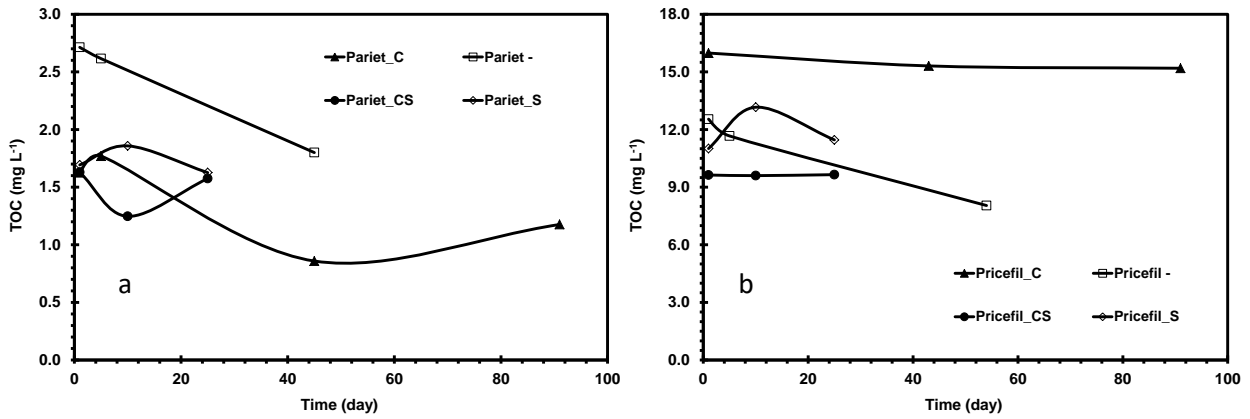 3.0
2.5
2.0
1.5
1.0
0.5
0.0
TOC (mg L⁻¹)
Pariet_C
Pariet -
Pariet_CS
Pariet_S
a
0 20 40 60 80 100
Time (day)
18.0
15.0
12.0
9.0
6.0
3.0
0.0
TOC (mg L⁻¹)
b
Pricefil_C
Pricefil -
Pricefil_CS
Pricefil_S
0 20 40 60 80 100
Time (day)